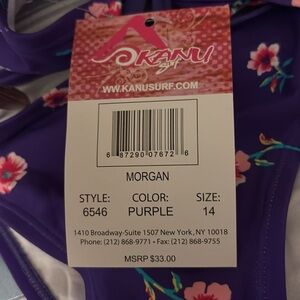 KANU
Surf
WWW.KANUSURF.COM
6 87290 07672 6
MORGAN
STYLE: COLOR: SIZE:
6546 PURPLE 14
1410 Broadway-Suite 1507 New York, NY 10018
Phone: (212) 868-9771 • Fax: (212) 868-9755
MSRP $33.00